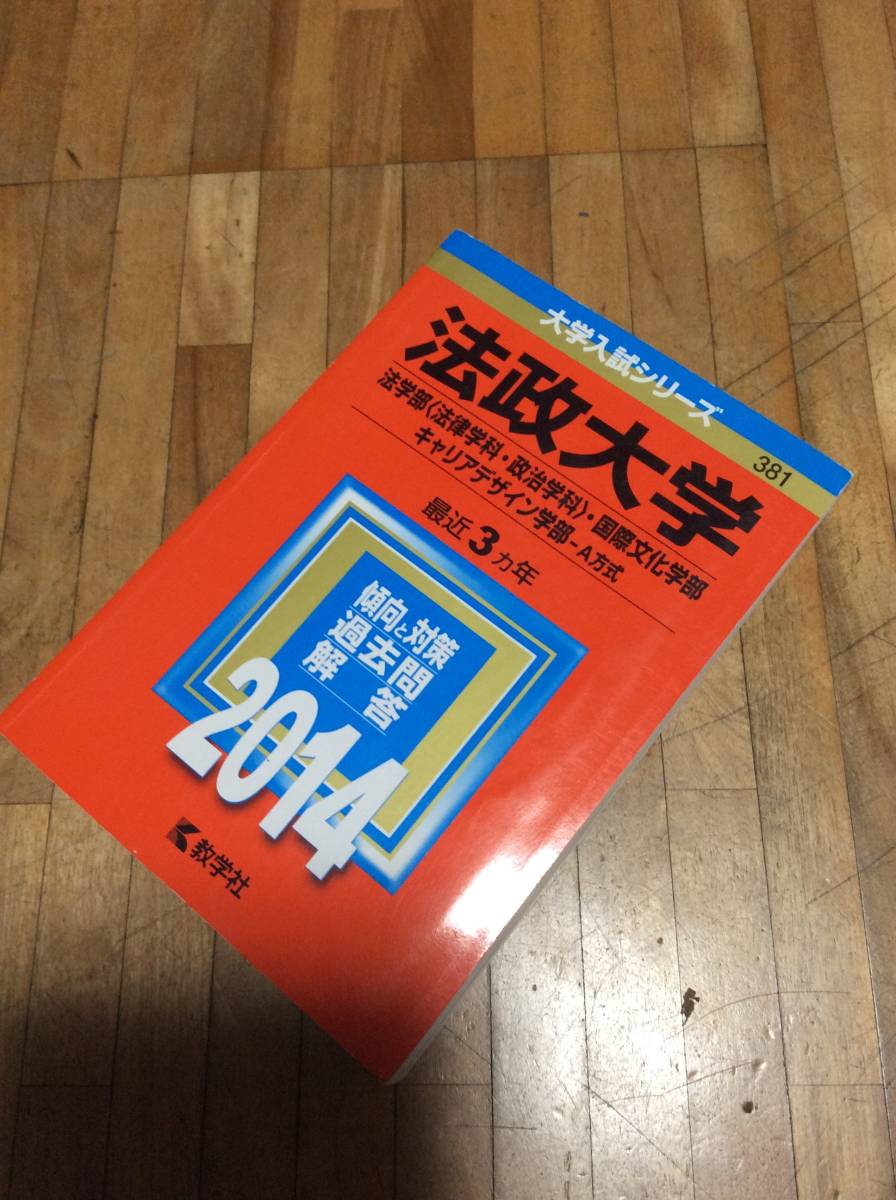 大学入試シリーズ
381
法政大学
法学部〈法律学科・政治学科〉・国際文化学部
キャリアデザイン学部-A方式
最近3カ年
傾向と対策
過去問
解答
2014
教学社